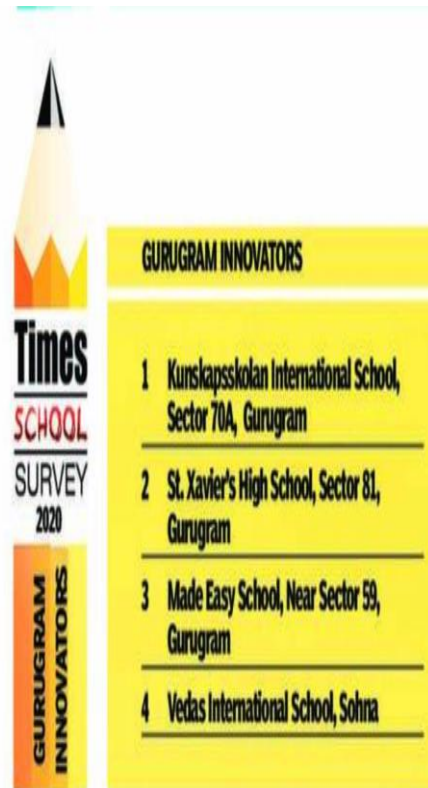 Times
SCHOOL
SURVEY
2020
GURUGRAM
INNOVATORS
GURUGRAM INNOVATORS
1 Kunskapsskolan International School,
Sector 70A, Gurugram
2 St. Xavier's High School, Sector 81,
Gurugram
3 Made Easy School, Near Sector 59,
Gurugram
4 Vedas International School, Sohna